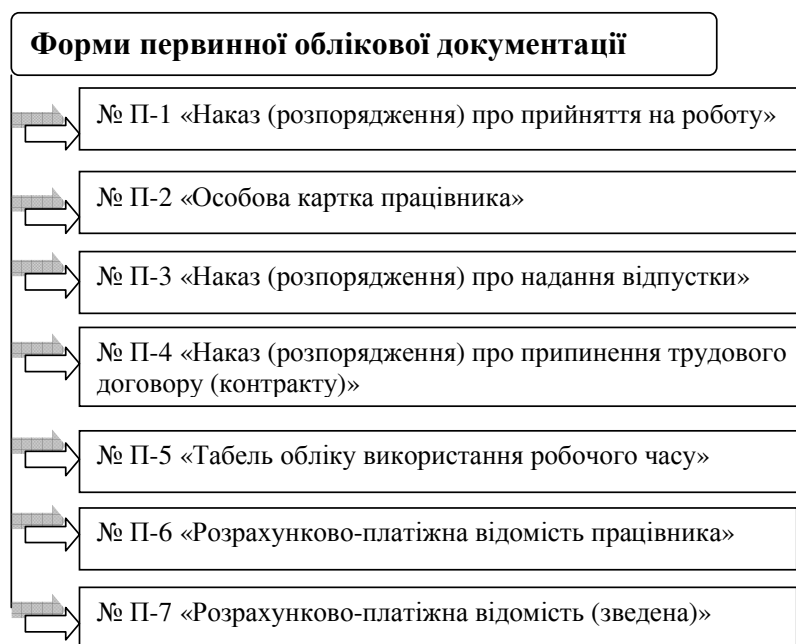 Форми первинної облікової документації
№ П-1 «Наказ (розпорядження) про прийняття на роботу»
№ П-2 «Особова картка працівника»
№ П-3 «Наказ (розпорядження) про надання відпустки»
№ П-4 «Наказ (розпорядження) про припинення трудового
договору (контракту)»
№ П-5 «Табель обліку використання робочого часу»
№ П-6 «Розрахунково-платіжна відомість працівника»
№ П-7 «Розрахунково-платіжна відомість (зведена)»